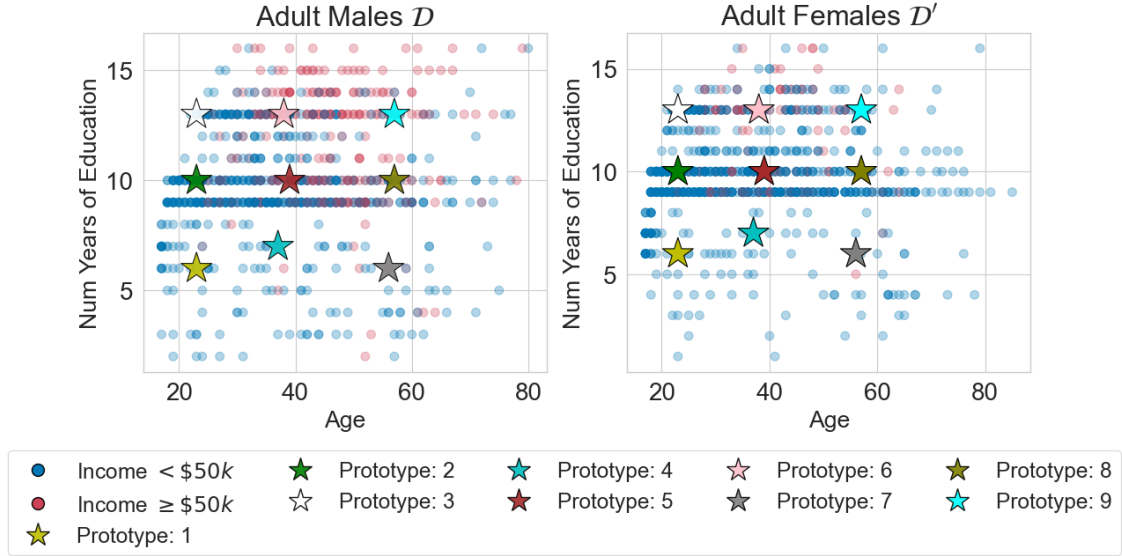 Adult Males 𝒟
Adult Females 𝒟′
Num Years of Education
15
10
5
20
40
60
80
Age
Num Years of Education
15
10
5
20
40
60
80
Age
Income < $50k
Income ≥ $50k
Prototype: 1
Prototype: 2
Prototype: 3
Prototype: 4
Prototype: 5
Prototype: 6
Prototype: 7
Prototype: 8
Prototype: 9